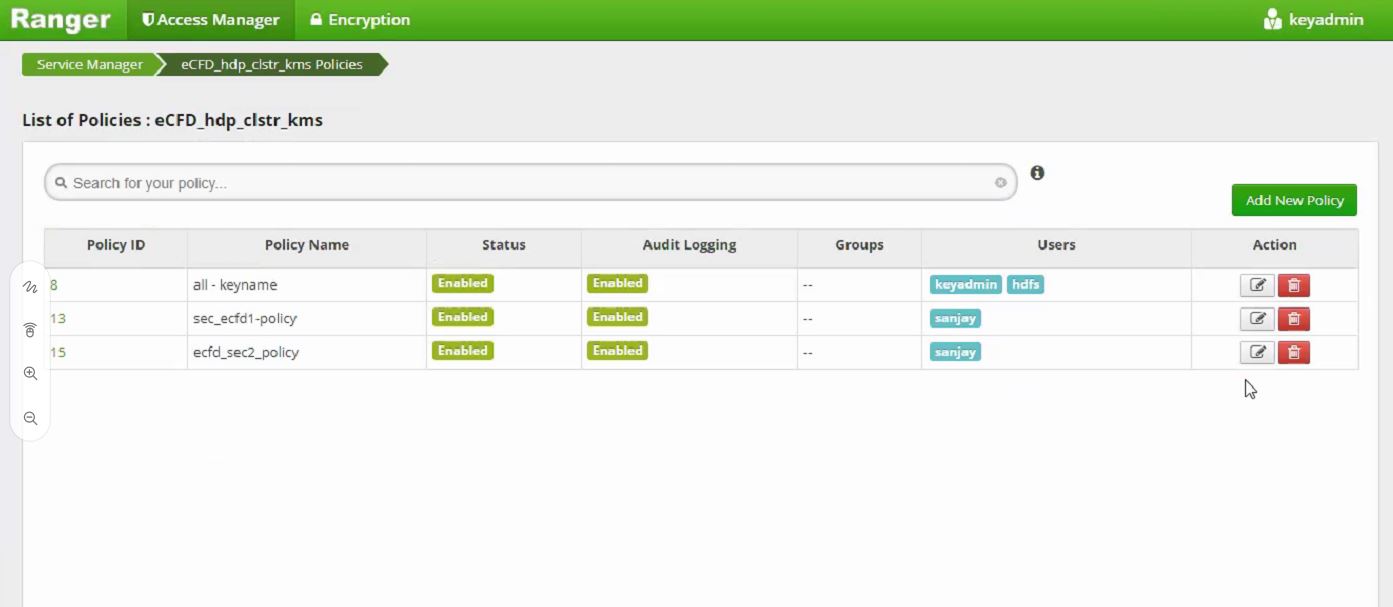 Ranger Access Manager Encryption keyadmin
Service Manager eCFD_hdp_clstr_kms Policies
List of Policies : eCFD_hdp_clstr_kms
Search for your policy...
Add New Policy
Policy ID Policy Name Status Audit Logging Groups Users Action
8 all - keyname Enabled Enabled -- keyadmin hdfs
13 sec_ecfd1-policy Enabled Enabled -- sanjay
15 ecfd_sec2_policy Enabled Enabled -- sanjay